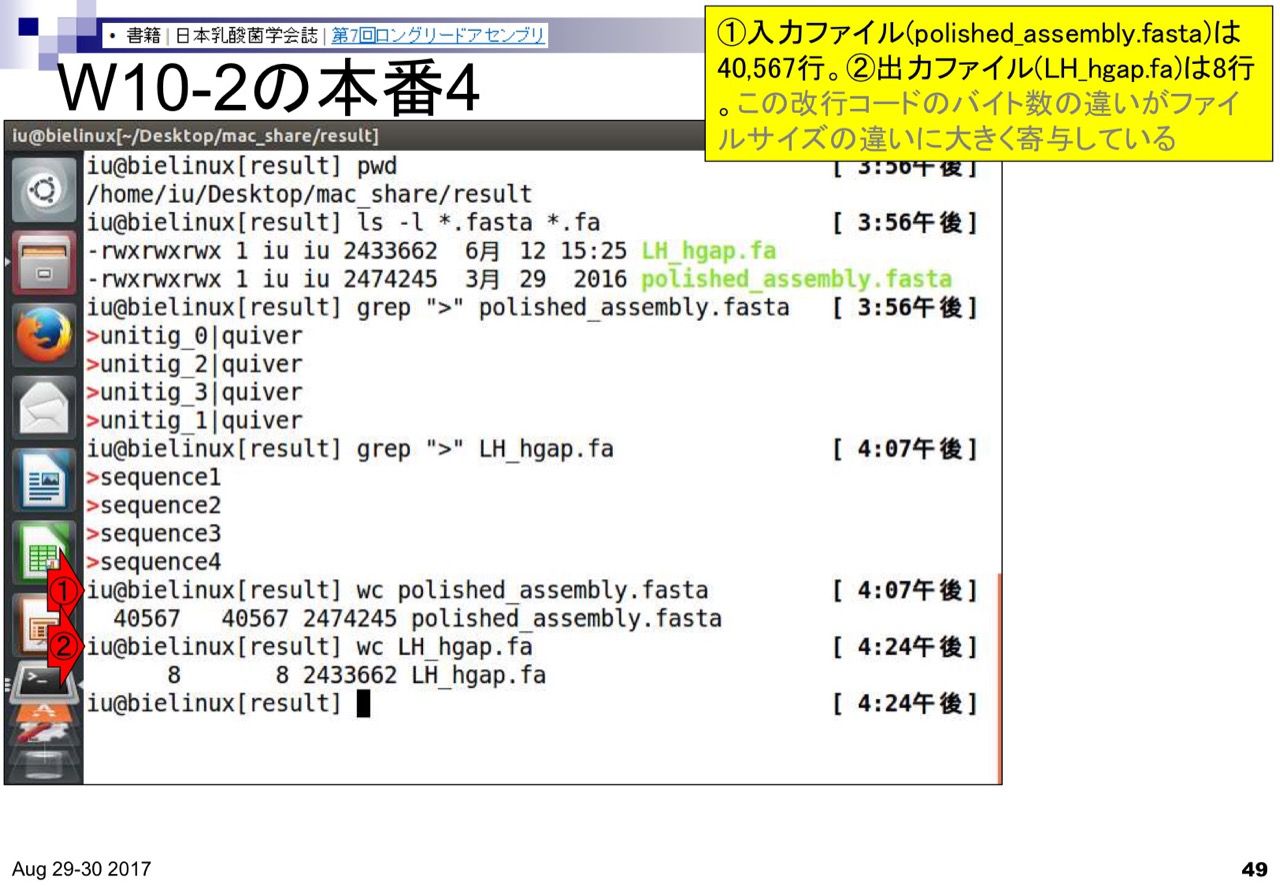 • 書籍 | 日本乳酸菌学会誌 | 第7回ロングリードアセンブリ
W10-2の本番4
①入力ファイル(polished_assembly.fasta)は
40,567行。②出力ファイル(LH_hgap.fa)は8行
。この改行コードのバイト数の違いがファイ
ルサイズの違いに大きく寄与している
iu@bielinux[~/Desktop/mac_share/result]
iu@bielinux[result] pwd [ 3:56午後]
/home/iu/Desktop/mac_share/result
iu@bielinux[result] ls -l *.fasta *.fa [ 3:56午後]
-rwxrwxrwx 1 iu iu 2433662 6月 12 15:25 LH_hgap.fa
-rwxrwxrwx 1 iu iu 2474245 3月 29 2016 polished_assembly.fasta
iu@bielinux[result] grep ">" polished_assembly.fasta [ 3:56午後]
>unitig_0|quiver
>unitig_2|quiver
>unitig_3|quiver
>unitig_1|quiver
iu@bielinux[result] grep ">" LH_hgap.fa [ 4:07午後]
>sequence1
>sequence2
>sequence3
>sequence4
①iu@bielinux[result] wc polished_assembly.fasta [ 4:07午後]
40567 40567 2474245 polished_assembly.fasta
②iu@bielinux[result] wc LH_hgap.fa [ 4:24午後]
8 8 2433662 LH_hgap.fa
iu@bielinux[result] [ 4:24午後]
Aug 29-30 2017
49